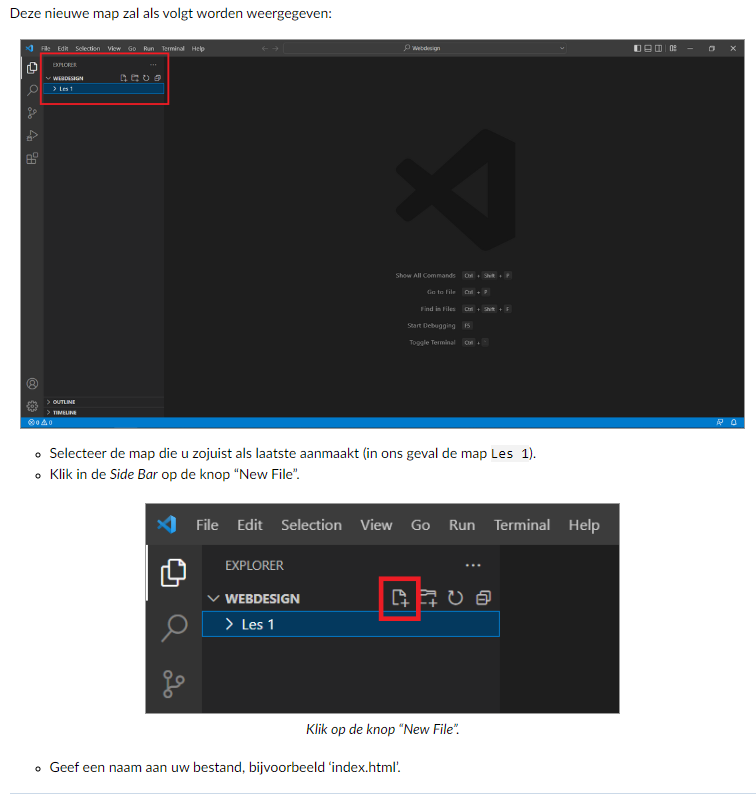 Deze nieuwe map zal als volgt worden weergegeven:
File Edit Selection View Go Run Terminal Help
Webdesign
EXPLORER
WEBDESIGN
Les 1
Show All Commands Ctrl + Shift + P
Go to File Ctrl + P
Find in Files Ctrl + Shift + F
Start Debugging F5
Toggle Terminal Ctrl +
OUTLINE
TIMELINE
0 0
Selecteer de map die u zojuist als laatste aanmaakt (in ons geval de map Les 1).
Klik in de Side Bar op de knop “New File”.
File Edit Selection View Go Run Terminal Help
EXPLORER
WEBDESIGN
Les 1
Klik op de knop “New File”.
Geef een naam aan uw bestand, bijvoorbeeld ‘index.html’.